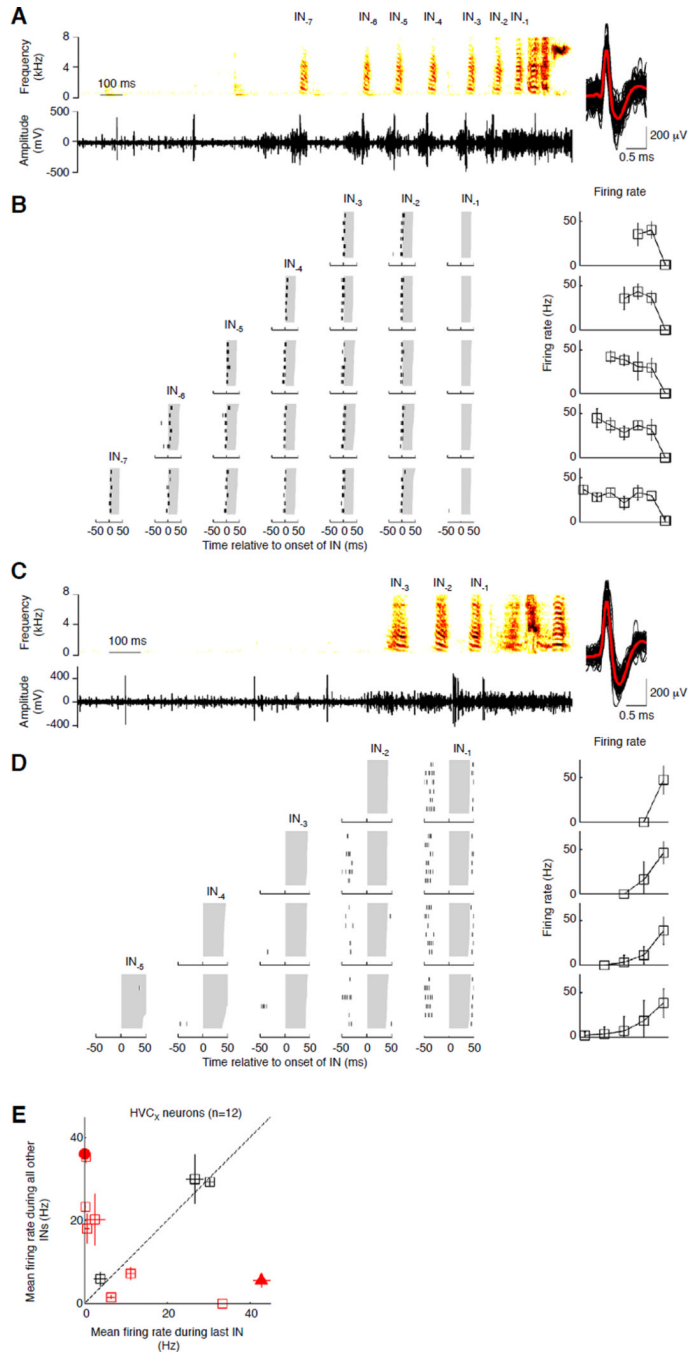 A
IN-7 IN-6 IN-5 IN-4 IN-3 IN-2 IN-1
Frequency (kHz)
8
4
0
100 ms
Amplitude (mV)
500
0
-500
200 μV
0.5 ms
B
Firing rate
IN-3 IN-2 IN-1
IN-4
IN-5
IN-6
IN-7
50
0
50
0
50
0
50
0
50
0
Firing rate (Hz)
-50 0 50 -50 0 50 -50 0 50 -50 0 50 -50 0 50 -50 0 50 -50 0 50
Time relative to onset of IN (ms)
C
IN-3 IN-2 IN-1
Frequency (kHz)
8
4
0
100 ms
Amplitude (mV)
400
0
-400
200 μV
0.5 ms
D
Firing rate
IN-2 IN-1
IN-3
IN-4
IN-5
50
0
50
0
50
0
50
0
Firing rate (Hz)
-50 0 50 -50 0 50 -50 0 50 -50 0 50 -50 0 50
Time relative to onset of IN (ms)
E
HVCX neurons (n=12)
Mean firing rate during all other INs (Hz)
40
20
0
0 20 40
Mean firing rate during last IN
(Hz)